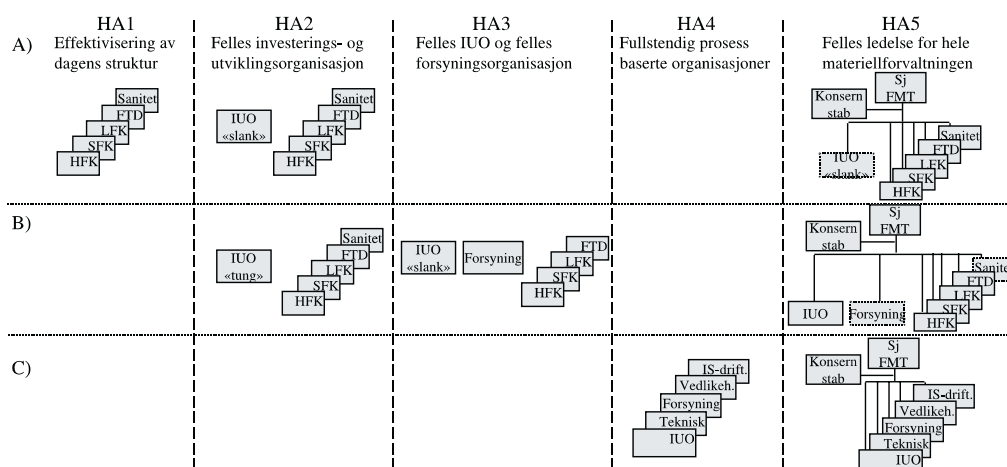 HA1
Effektivisering av
dagens struktur
HA2
Felles investerings- og
utviklingsorganisasjon
HA3
Felles IUO og felles
forsyningsorganisasjon
HA4
Fullstendig prosess
baserte organisasjoner
HA5
Felles ledelse for hele
materiellforvaltningen
A)
Sanitet
FTD
LFK
SFK
HFK
IUO
«slank»
Sanitet
FTD
LFK
SFK
HFK
Sj
FMT
Konsern
stab
IUO
«slank»
Sanitet
FTD
LFK
SFK
HFK
B)
IUO
«tung»
Sanitet
FTD
LFK
SFK
HFK
IUO
«slank»
Forsyning
FTD
LFK
SFK
HFK
Sj
FMT
Konsern
stab
IUO
Forsyning
Sanitet
FTD
LFK
SFK
HFK
C)
IS-drift.
Vedlikeh.
Forsyning
Teknisk
IUO
Sj
FMT
Konsern
stab
IS-drift.
Vedlikeh.
Forsyning
Teknisk
IUO